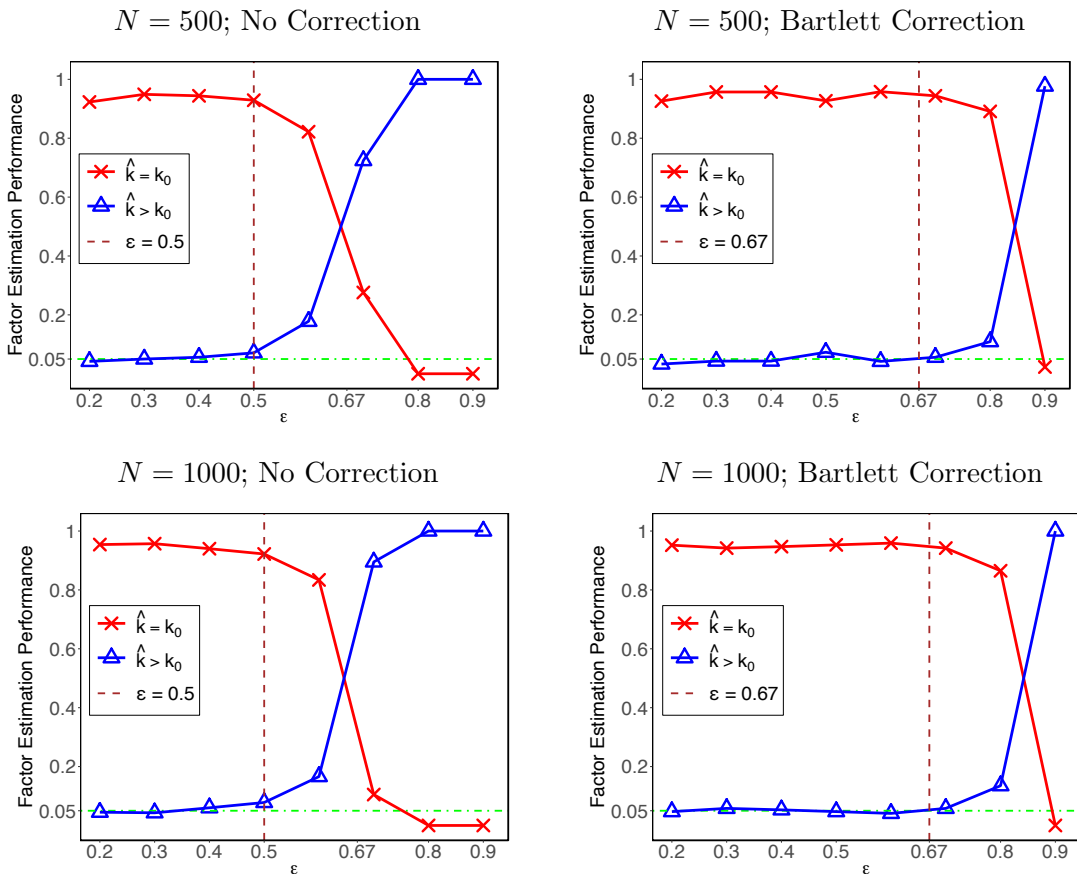 N = 500; No Correction
Factor Estimation Performance
1
0.8
0.6
0.4
0.2
0.05
k̂ = k₀
k̂ > k₀
ε = 0.5
0.2 0.3 0.4 0.5 0.67 0.8 0.9
ε
N = 500; Bartlett Correction
Factor Estimation Performance
1
0.8
0.6
0.4
0.2
0.05
k̂ = k₀
k̂ > k₀
ε = 0.67
0.2 0.3 0.4 0.5 0.67 0.8 0.9
ε
N = 1000; No Correction
Factor Estimation Performance
1
0.8
0.6
0.4
0.2
0.05
k̂ = k₀
k̂ > k₀
ε = 0.5
0.2 0.3 0.4 0.5 0.67 0.8 0.9
ε
N = 1000; Bartlett Correction
Factor Estimation Performance
1
0.8
0.6
0.4
0.2
0.05
k̂ = k₀
k̂ > k₀
ε = 0.67
0.2 0.3 0.4 0.5 0.67 0.8 0.9
ε